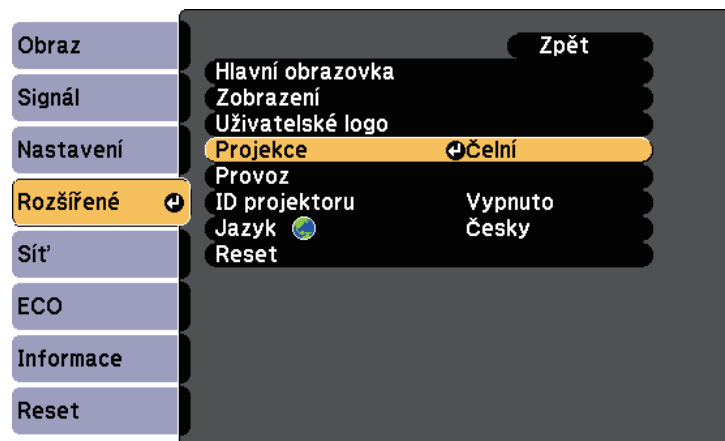 Obraz
Signál
Nastavení
Rozšířené
Síť
ECO
Informace
Reset
Zpět
Hlavní obrazovka
Zobrazení
Uživatelské logo
Projekce Čelní
Provoz
ID projektoru Vypnuto
Jazyk Česky
Reset